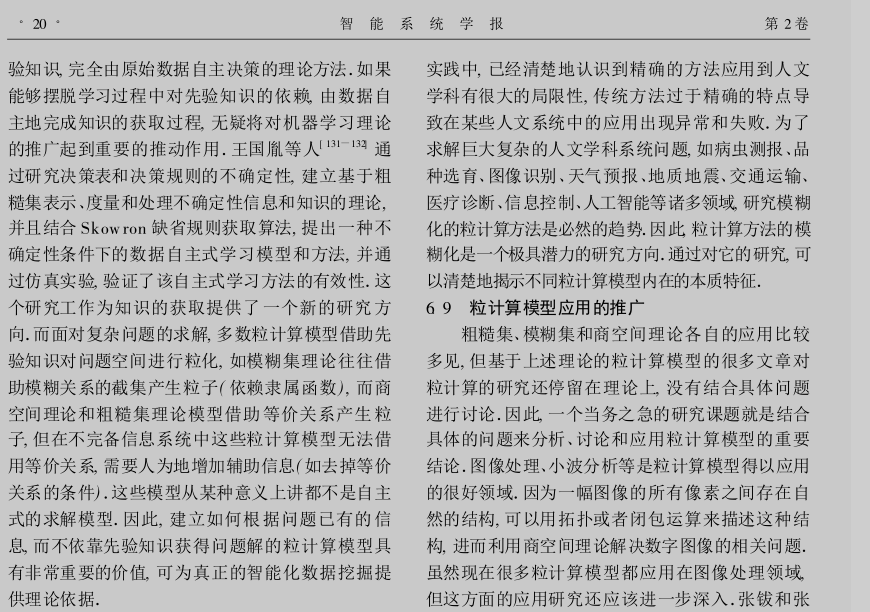 ° 20 °
智 能 系 统 学 报
第 2 卷
验知识, 完全由原始数据自主决策的理论方法. 如果
能够摆脱学习过程中对先验知识的依赖, 由数据自
主地完成知识的获取过程, 无疑将对机器学习理论
的推广起到重要的推动作用. 王国胤等人[131-132] 通
过研究决策表和决策规则的不确定性, 建立基于粗
糙集表示、度量和处理不确定性信息和知识的理论,
并且结合 Skowron 缺省规则获取算法, 提出一种不
确定性条件下的数据自主式学习模型和方法, 并通
过仿真实验, 验证了该自主式学习方法的有效性. 这
个研究工作为知识的获取提供了一个新的研究方
向. 而面对复杂问题的求解, 多数粒计算模型借助先
验知识对问题空间进行粒化, 如模糊集理论往往借
助模糊关系的截集产生粒子(依赖隶属函数), 而商
空间理论和粗糙集理论模型借助等价关系产生粒
子, 但在不完备信息系统中这些粒计算模型无法借
用等价关系, 需要人为地增加辅助信息(如去掉等价
关系的条件). 这些模型从某种意义上讲都不是自主
式的求解模型. 因此, 建立如何根据问题已有的信
息, 而不依靠先验知识获得问题解的粒计算模型具
有非常重要的价值, 可为真正的智能化数据挖掘提
供理论依据.
实践中, 已经清楚地认识到精确的方法应用到人文
学科有很大的局限性, 传统方法过于精确的特点导
致在某些人文系统中的应用出现异常和失败. 为了
求解巨大复杂的人文学科系统问题, 如病虫测报、品
种选育、图像识别、天气预报、地质地震、交通运输、
医疗诊断、信息控制、人工智能等诸多领域, 研究模糊
化的粒计算方法是必然的趋势. 因此, 粒计算方法的模
糊化是一个极具潜力的研究方向. 通过对它的研究, 可
以清楚地揭示不同粒计算模型内在的本质特征.
6 9 粒计算模型应用的推广
粗糙集、模糊集和商空间理论各自的应用比较
多见, 但基于上述理论的粒计算模型的很多文章对
粒计算的研究还停留在理论上, 没有结合具体问题
进行讨论. 因此, 一个当务之急的研究课题就是结合
具体的问题来分析、讨论和应用粒计算模型的重要
结论. 图像处理、小波分析等是粒计算模型得以应用
的很好领域. 因为一幅图像的所有像素之间存在自
然的结构, 可以用拓扑或者闭包运算来描述这种结
构, 进而利用商空间理论解决数字图像的相关问题.
虽然现在很多粒计算模型都应用在图像处理领域,
但这方面的应用研究还应该进一步深入. 张钹和张